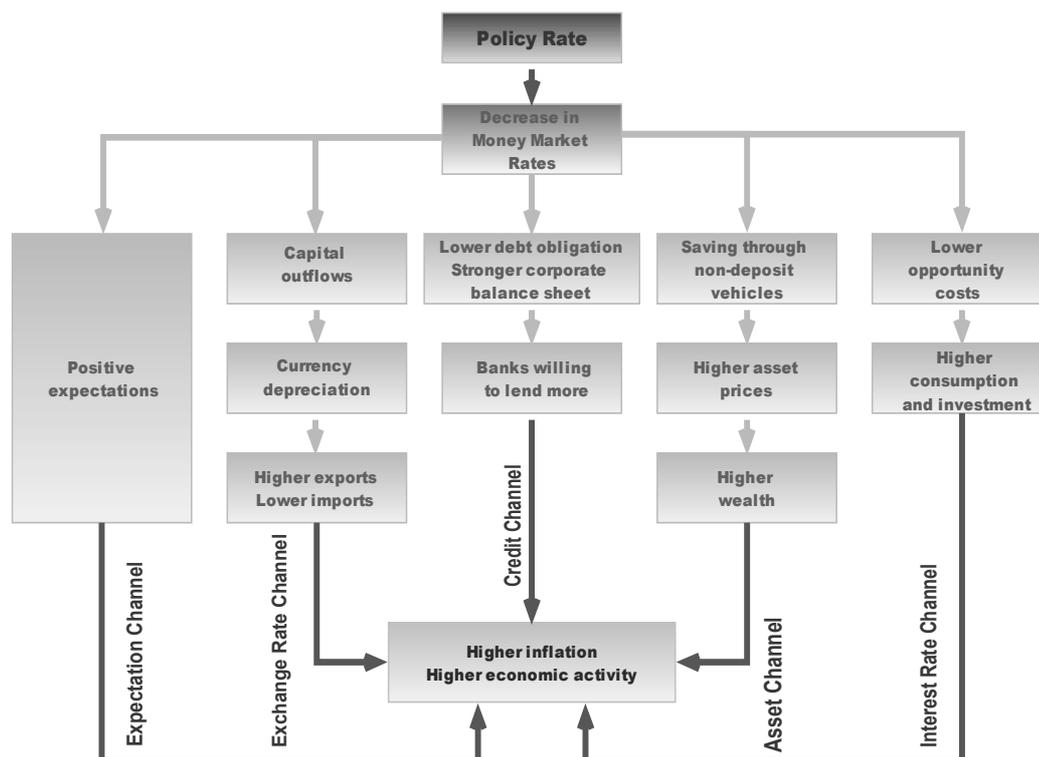 Policy Rate
Decrease in
Money Market
Rates
Positive
expectations
Capital
outflows
Currency
depreciation
Higher exports
Lower imports
Lower debt obligation
Stronger corporate
balance sheet
Banks willing
to lend more
Saving through
non-deposit
vehicles
Higher asset
prices
Higher
wealth
Lower
opportunity
costs
Higher
consumption
and investment
Expectation Channel
Exchange Rate Channel
Credit Channel
Asset Channel
Interest Rate Channel
Higher inflation
Higher economic activity